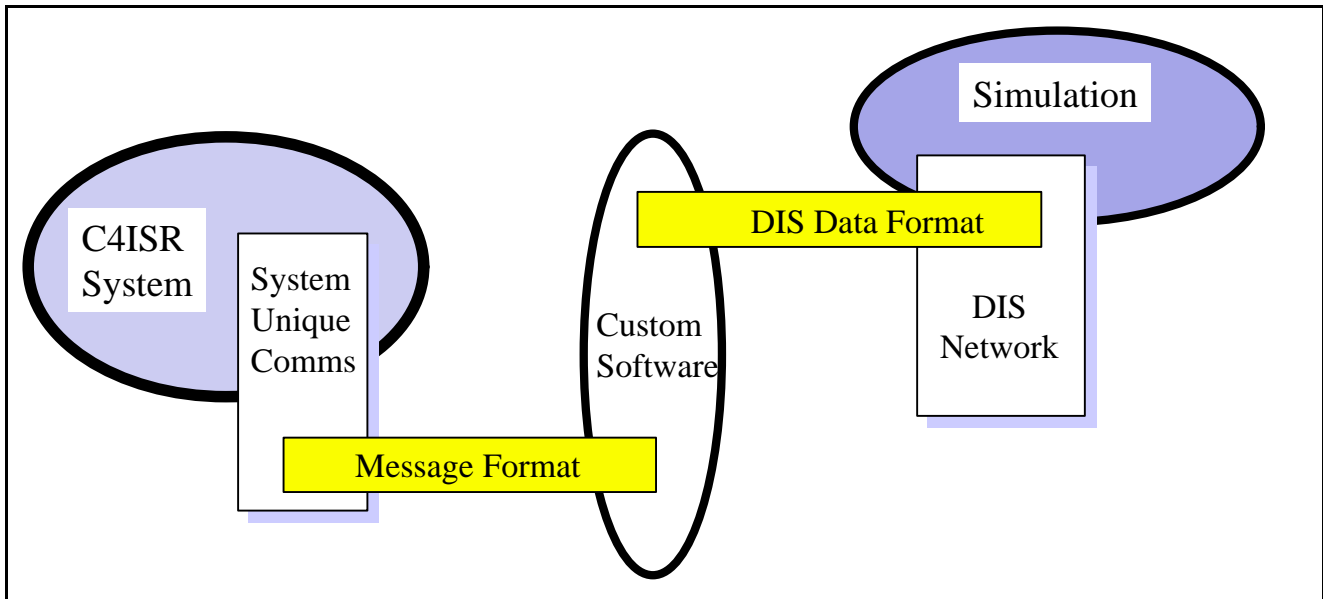 C4ISR
System
System
Unique
Comms
Message Format
Custom
Software
DIS Data Format
Simulation
DIS
Network